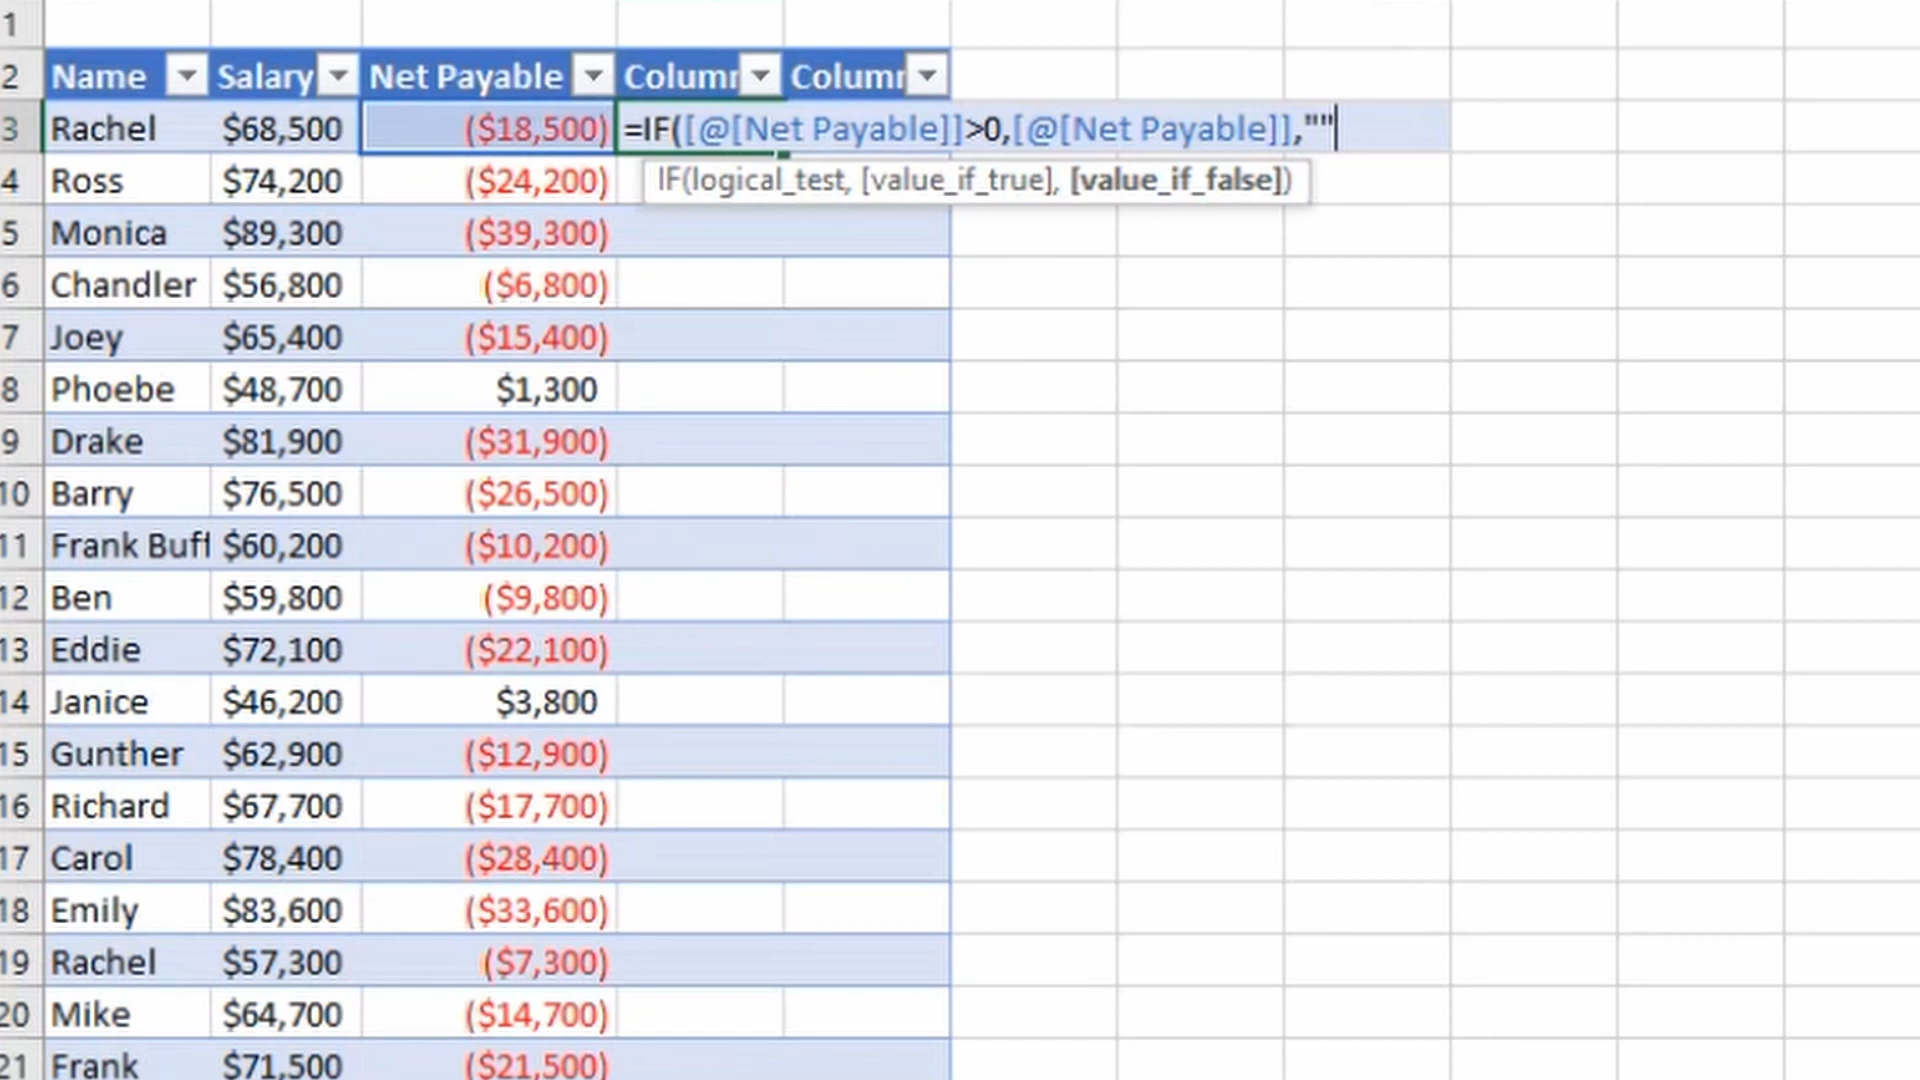 1
2 Name Salary Net Payable Colum Colum
3 Rachel $68,500 ($18,500) =IF([@[Net Payable]]>0,[@[Net Payable]],""
4 Ross $74,200 ($24,200) IF(logical_test, [value_if_true], [value_if_false])
5 Monica $89,300 ($39,300)
6 Chandler $56,800 ($6,800)
7 Joey $65,400 ($15,400)
8 Phoebe $48,700 $1,300
9 Drake $81,900 ($31,900)
10 Barry $76,500 ($26,500)
11 Frank Buff $60,200 ($10,200)
12 Ben $59,800 ($9,800)
13 Eddie $72,100 ($22,100)
14 Janice $46,200 $3,800
15 Gunther $62,900 ($12,900)
16 Richard $67,700 ($17,700)
17 Carol $78,400 ($28,400)
18 Emily $83,600 ($33,600)
19 Rachel $57,300 ($7,300)
20 Mike $64,700 ($14,700)
21 Frank $71,500 ($21,500)